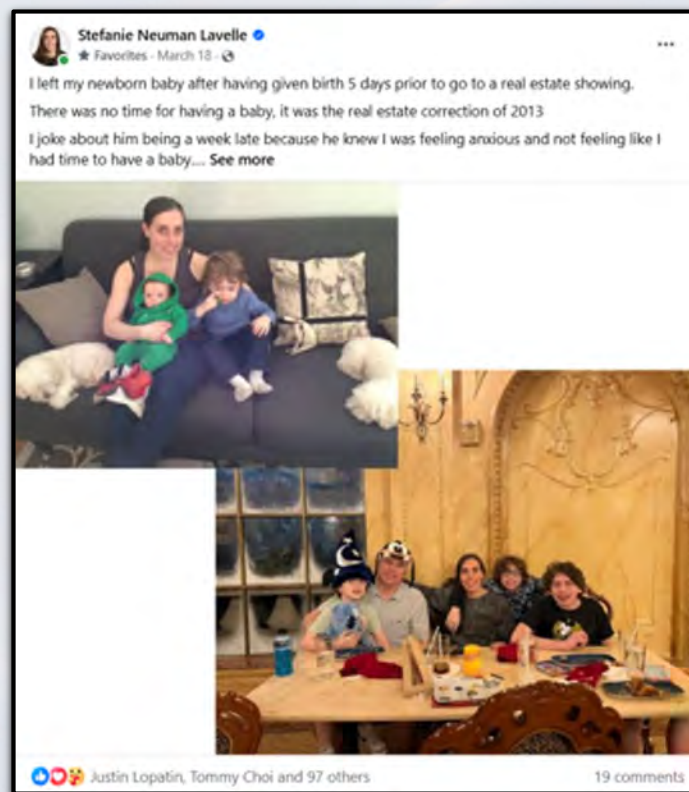 Stefanie Neuman Lavelle
Favorites · March 18 ·
I left my newborn baby after having given birth 5 days prior to go to a real estate showing.
There was no time for having a baby, it was the real estate correction of 2013
I joke about him being a week late because he knew I was feeling anxious and not feeling like I
had time to have a baby.... See more
Justin Lopatin, Tommy Choi and 97 others
19 comments